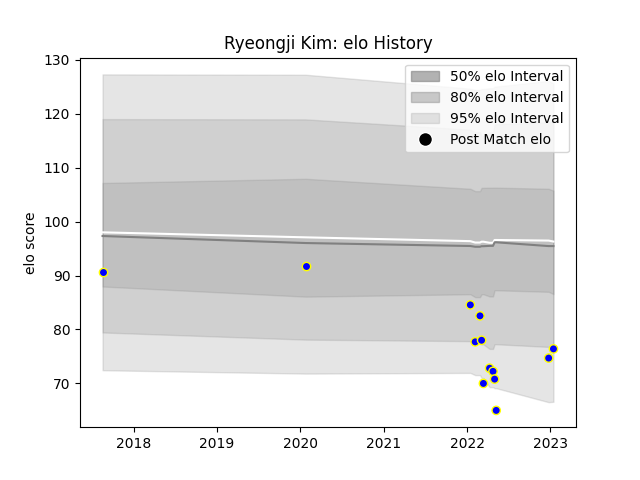 Ryeongji Kim: elo History
130
120
110
100
90
80
70
elo score
50% elo Interval
80% elo Interval
95% elo Interval
Post Match elo
2018 2019 2020 2021 2022 2023